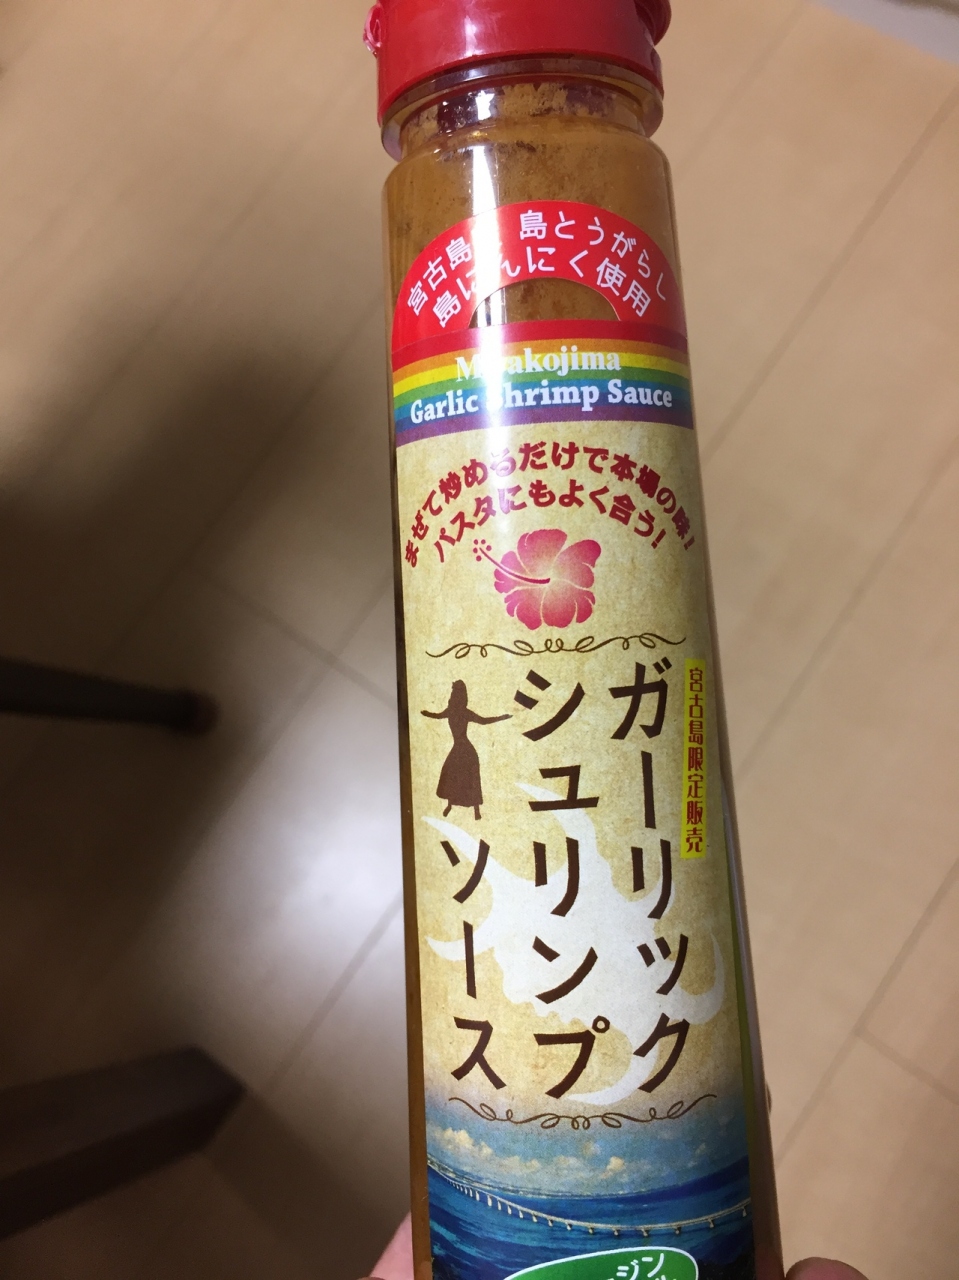 宮古島 島とうがらし
島にんにく使用
Miyakojima
Garlic Shrimp Sauce
まぜて炒めるだけで本場の味!
パスタにもよく合う!
宮古島限定販売
ガーリック
シュリンプ
ソース
ジン